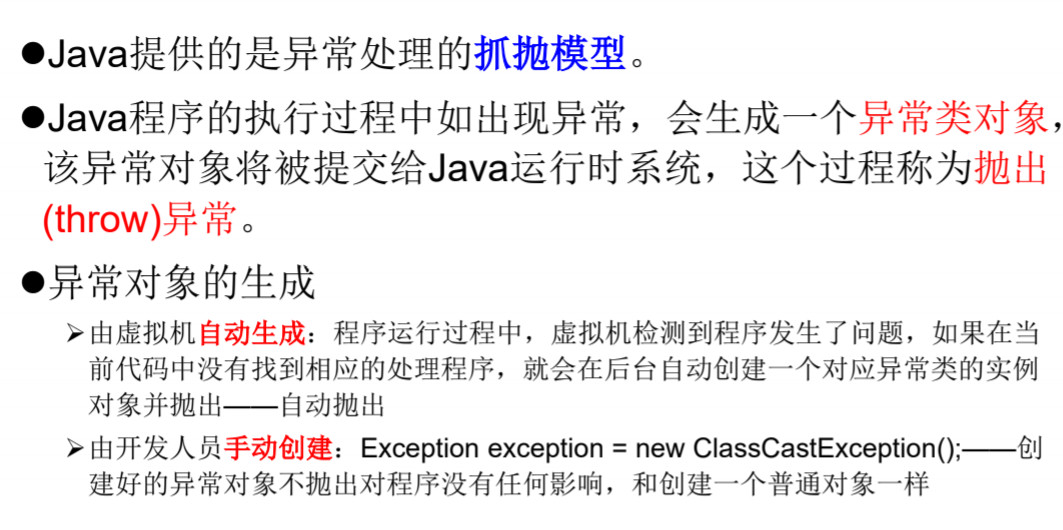 ●Java提供的是异常处理的抓抛模型。
●Java程序的执行过程中如出现异常，会生成一个异常类对象，
该异常对象将被提交给Java运行时系统，这个过程称为抛出
(throw)异常。
●异常对象的生成
➢由虚拟机自动生成：程序运行过程中，虚拟机检测到程序发生了问题，如果在当
前代码中没有找到相应的处理程序，就会在后台自动创建一个对应异常类的实例
对象并抛出——自动抛出
➢由开发人员手动创建：Exception exception = new ClassCastException();——创
建好的异常对象不抛出对程序没有任何影响，和创建一个普通对象一样